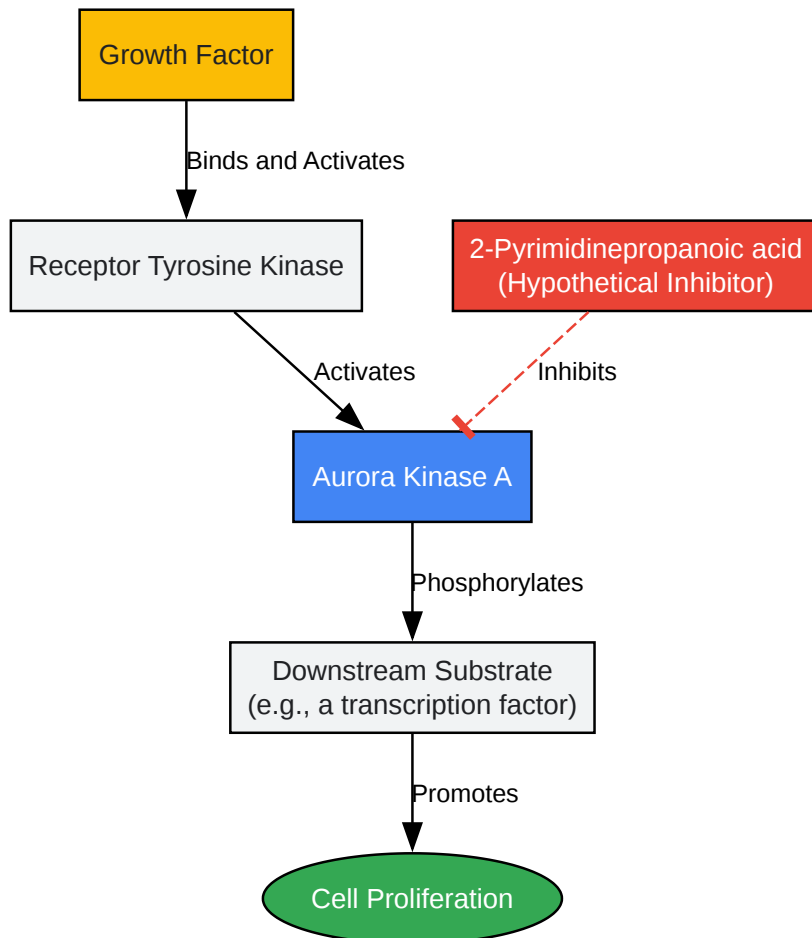 Growth Factor
Binds and Activates
Receptor Tyrosine Kinase
2-Pyrimidinepropanoic acid
(Hypothetical Inhibitor)
Activates
Inhibits
Aurora Kinase A
Phosphorylates
Downstream Substrate
(e.g., a transcription factor)
Promotes
Cell Proliferation